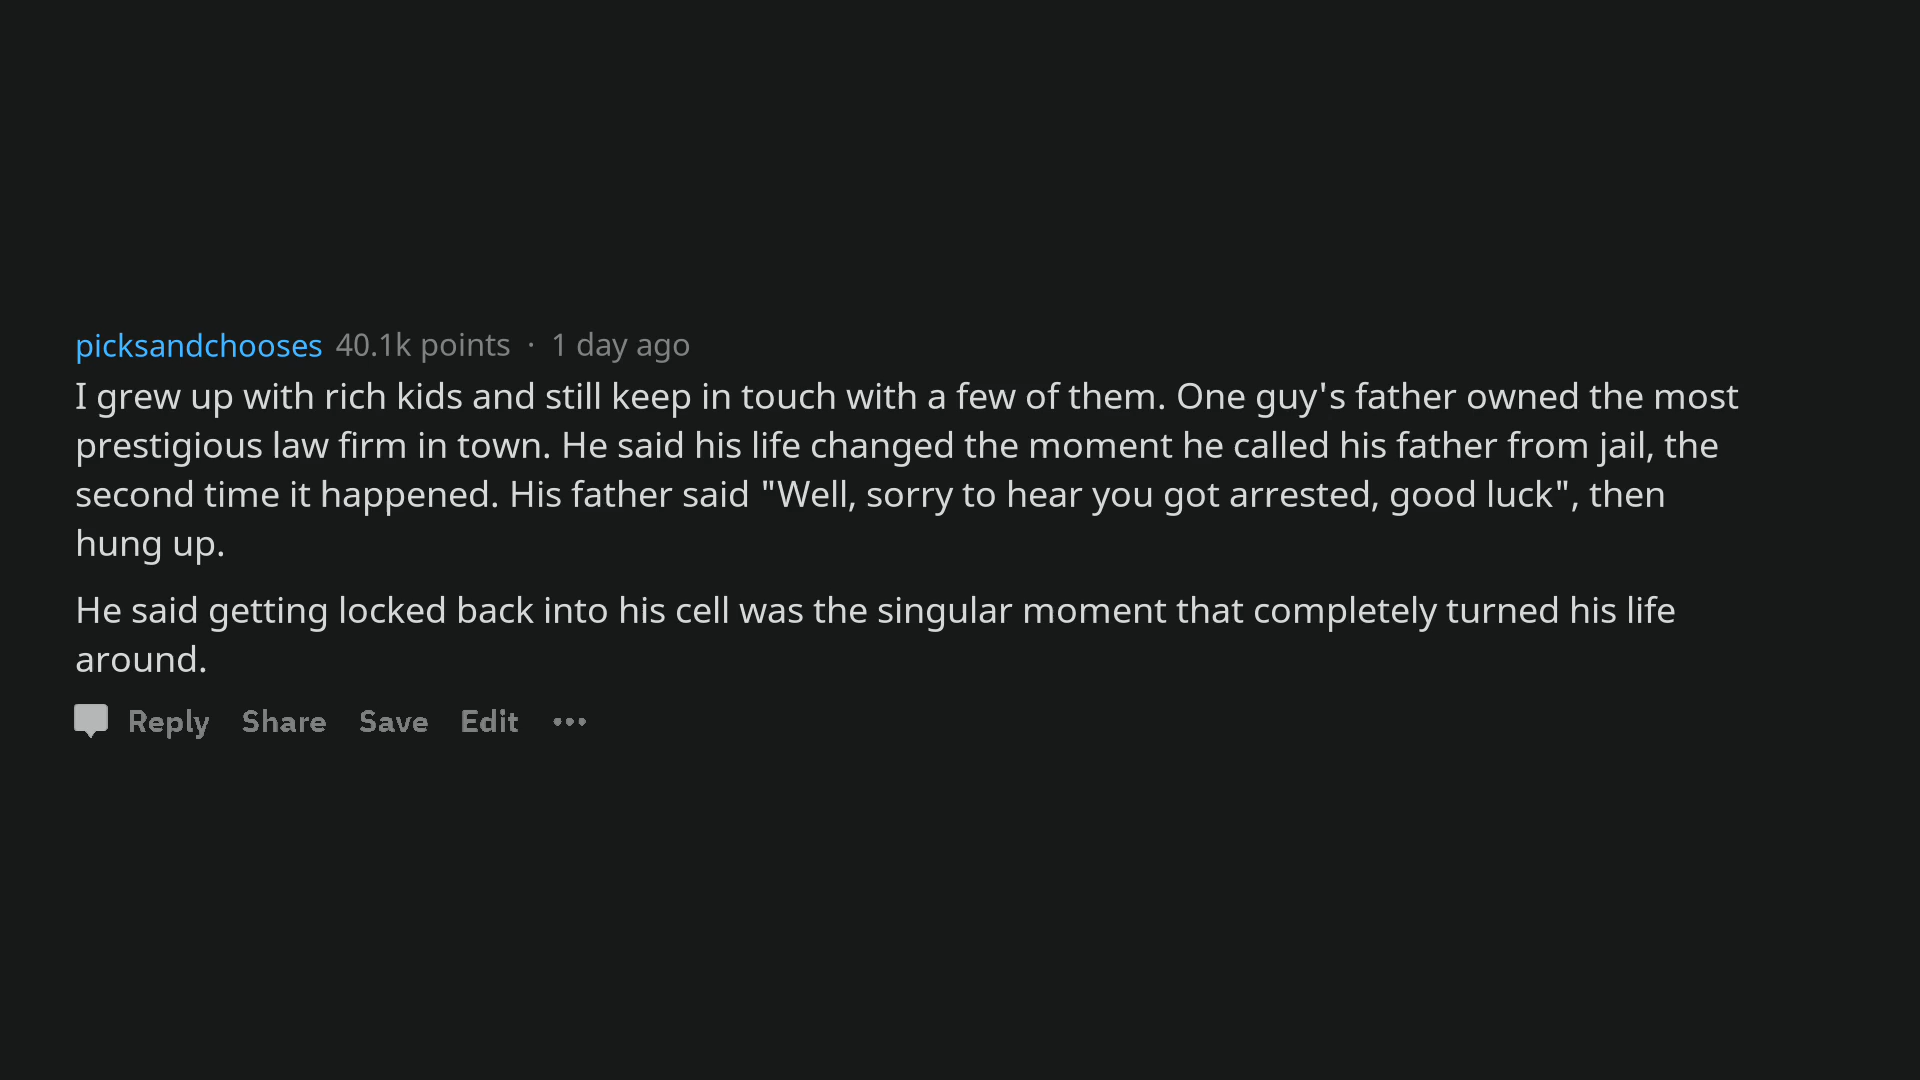 picksandchooses 40.1k points · 1 day ago
I grew up with rich kids and still keep in touch with a few of them. One guy's father owned the most
prestigious law firm in town. He said his life changed the moment he called his father from jail, the
second time it happened. His father said "Well, sorry to hear you got arrested, good luck", then
hung up.
He said getting locked back into his cell was the singular moment that completely turned his life
around.
Reply Share Save Edit •••